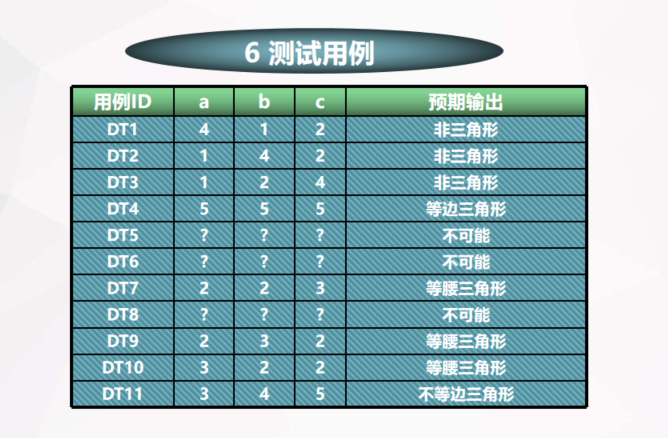 6 测试用例
用例ID a b c 预期输出
DT1 4 1 2 非三角形
DT2 1 4 2 非三角形
DT3 1 2 4 非三角形
DT4 5 5 5 等边三角形
DT5 ? ? ? 不可能
DT6 ? ? ? 不可能
DT7 2 2 3 等腰三角形
DT8 ? ? ? 不可能
DT9 2 3 2 等腰三角形
DT10 3 2 2 等腰三角形
DT11 3 4 5 不等边三角形